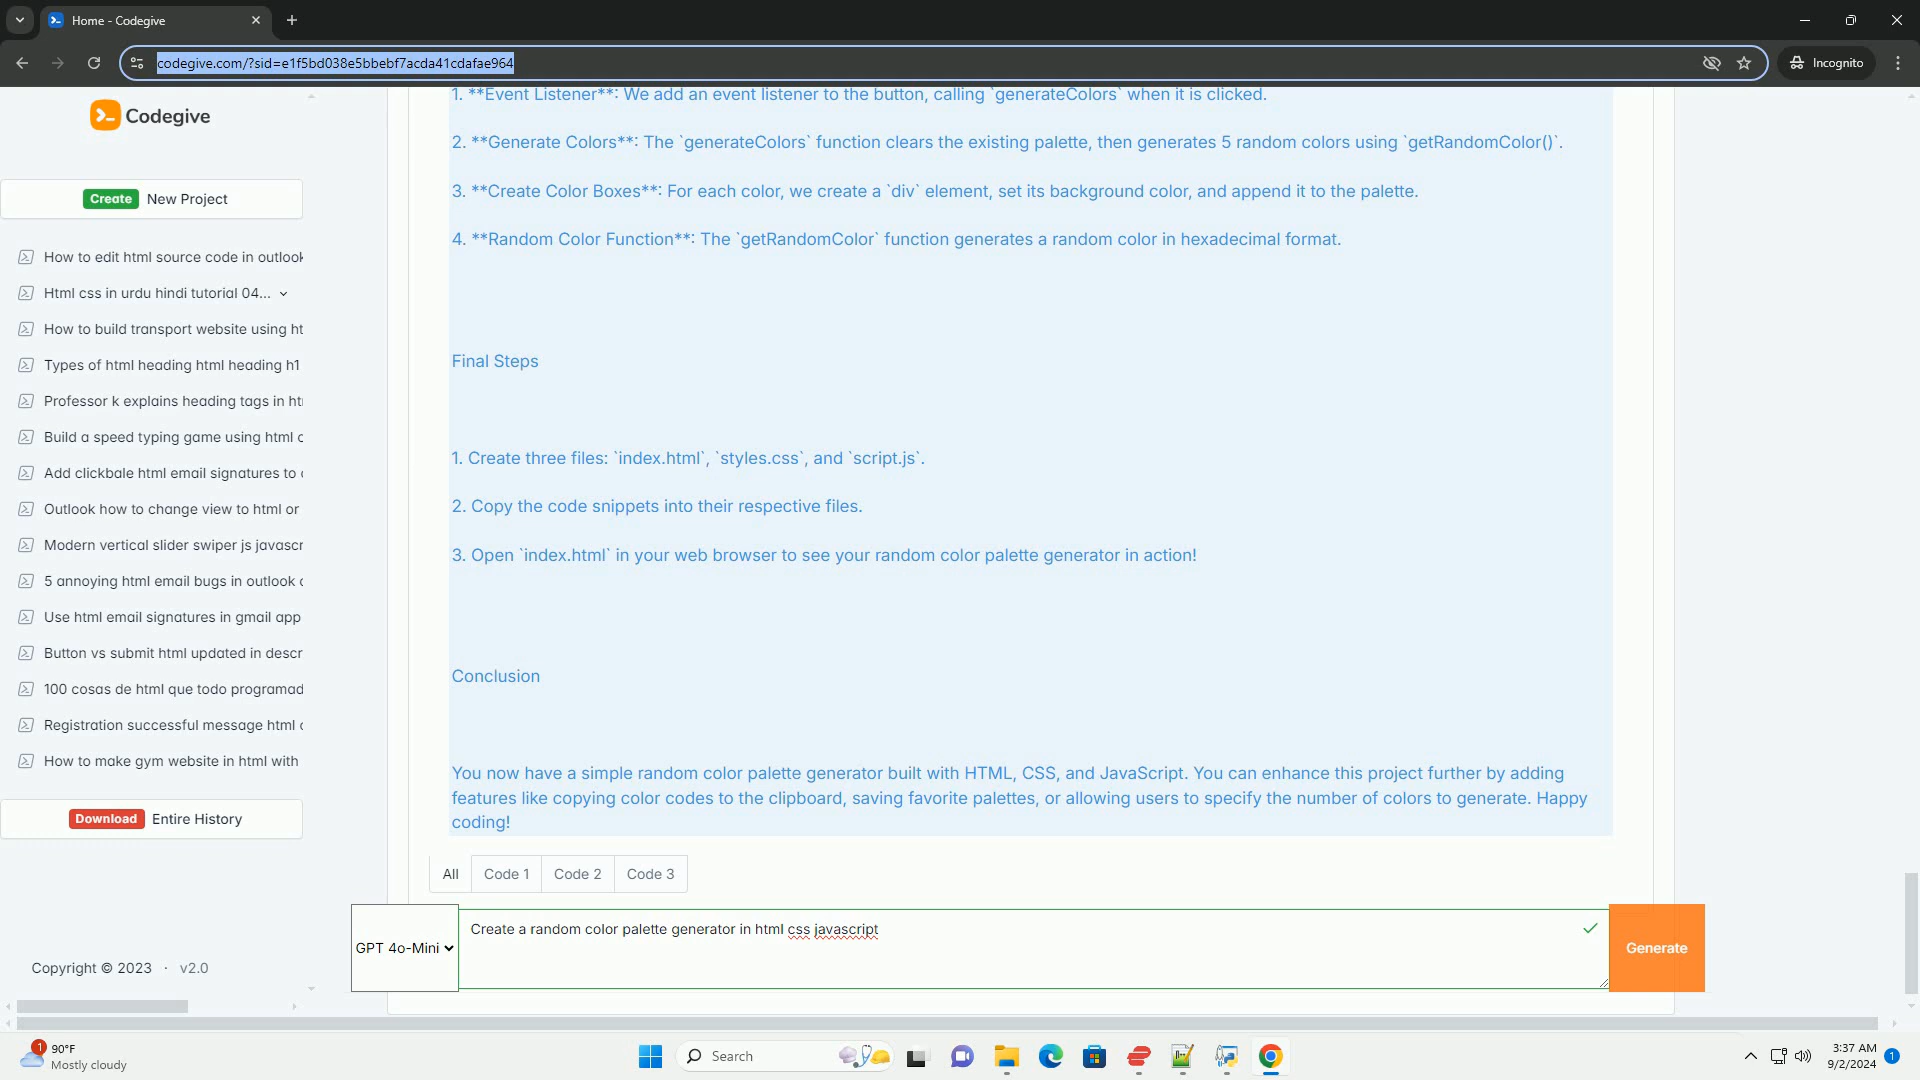 Home - Codegive
codegive.com/?sid=e1f5bd038e5bbebf7acda41cdafae964
Incognito
Codegive
Create New Project
How to edit html source code in outlook
Html css in urdu hindi tutorial 04...
How to build transport website using ht
Types of html heading html heading h1
Professor k explains heading tags in ht
Build a speed typing game using html c
Add clickbale html email signatures to
Outlook how to change view to html or
Modern vertical slider swiper js javascr
5 annoying html email bugs in outlook
Use html email signatures in gmail app
Button vs submit html updated in descr
100 cosas de html que todo programad
Registration successful message html
How to make gym website in html with
Download Entire History
Copyright © 2023 · v2.0
1. **Event Listener**: We add an event listener to the button, calling `generateColors` when it is clicked.
2. **Generate Colors**: The `generateColors` function clears the existing palette, then generates 5 random colors using `getRandomColor()`.
3. **Create Color Boxes**: For each color, we create a `div` element, set its background color, and append it to the palette.
4. **Random Color Function**: The `getRandomColor` function generates a random color in hexadecimal format.
Final Steps
1. Create three files: `index.html`, `styles.css`, and `script.js`.
2. Copy the code snippets into their respective files.
3. Open `index.html` in your web browser to see your random color palette generator in action!
Conclusion
You now have a simple random color palette generator built with HTML, CSS, and JavaScript. You can enhance this project further by adding
features like copying color codes to the clipboard, saving favorite palettes, or allowing users to specify the number of colors to generate. Happy
coding!
All Code 1 Code 2 Code 3
GPT 4o-Mini
Create a random color palette generator in html css javascript
Generate
1
90°F
Mostly cloudy
Search
3:37 AM
9/2/2024
1